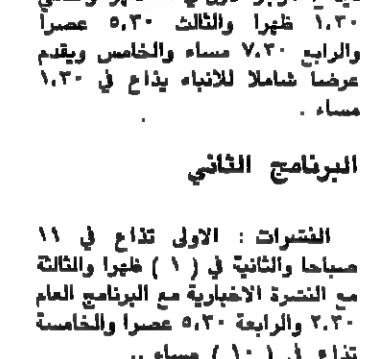 ١٫٣٠ ظهرا والثالث ٥٫٣٠ عصرا
والرابع ٧٫٣٠ مساء والخامس ويقدم
عرضا شاملا للانباء يذاع في ١٫٣٠
مساء .
البرنامج الثاني
النشرات : الاولى تذاع في ١١
صباحا والثانية في ( ١ ) ظهرا والثالثة
مع النشرة الاخبارية مع البرنامج العام
٢٫٣٠ والرابعة ٥٫٣٠ عصرا والخامسة
تذاع في ( ١٠ ) مساء ..